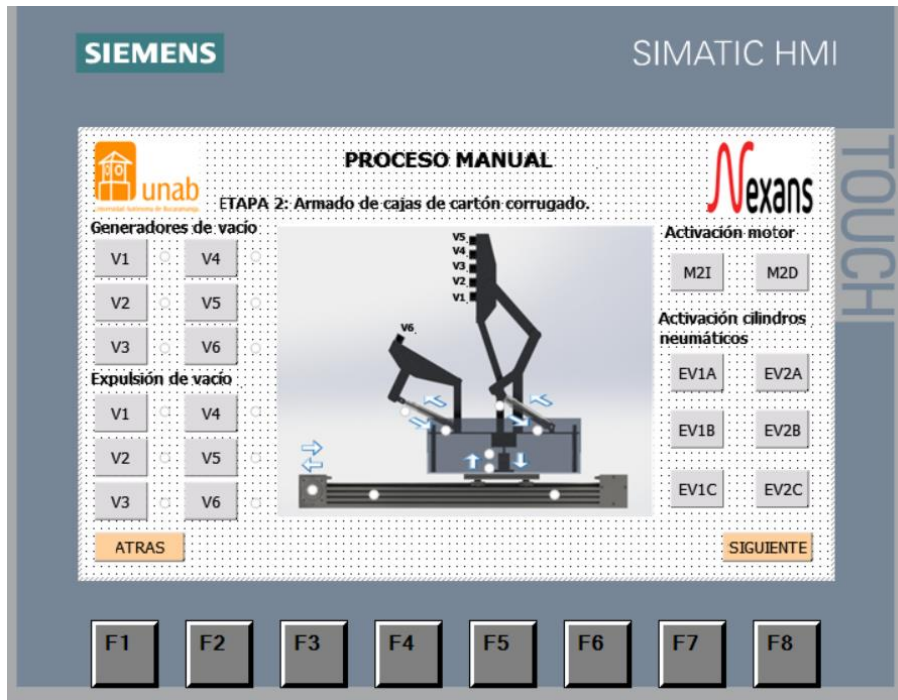 SIEMENS
SIMATIC HMI
TOUCH
unab
Nexans
PROCESO MANUAL
ETAPA 2: Armado de cajas de cartón corrugado.
Generadores de vacío
V1 V4
V2 V5
V3 V6
Expulsión de vacío
V1 V4
V2 V5
V3 V6
V5
V4
V3
V2
V1
V6
Activación motor
M2I M2D
Activación cilindros
neumáticos
EV1A EV2A
EV1B EV2B
EV1C EV2C
ATRAS
SIGUIENTE
F1 F2 F3 F4 F5 F6 F7 F8